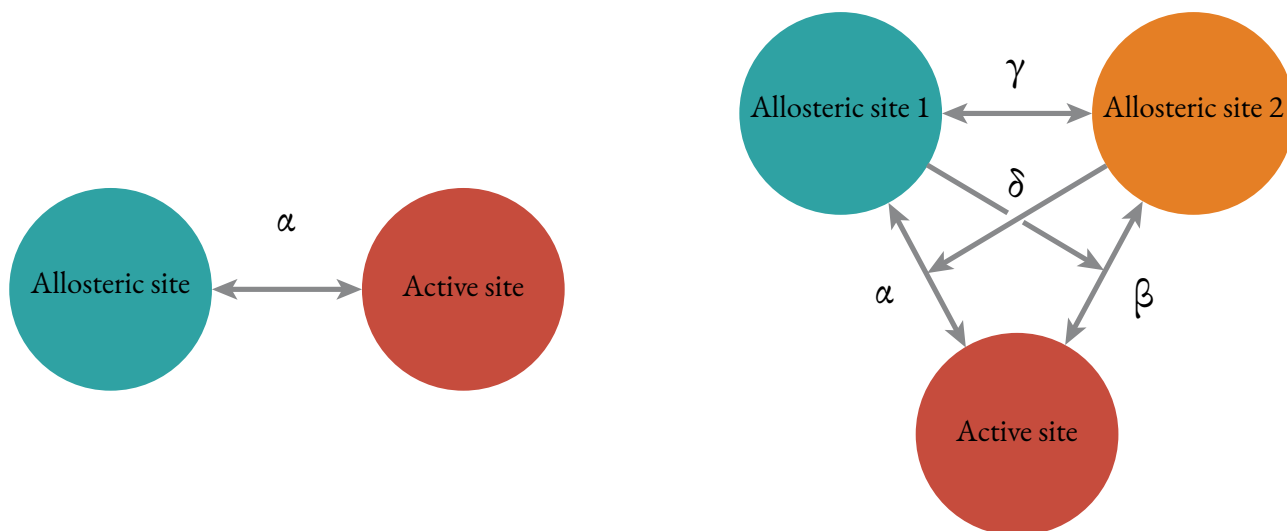 Allosteric site
α
Active site
Allosteric site 1
γ
Allosteric site 2
δ
α
β
Active site